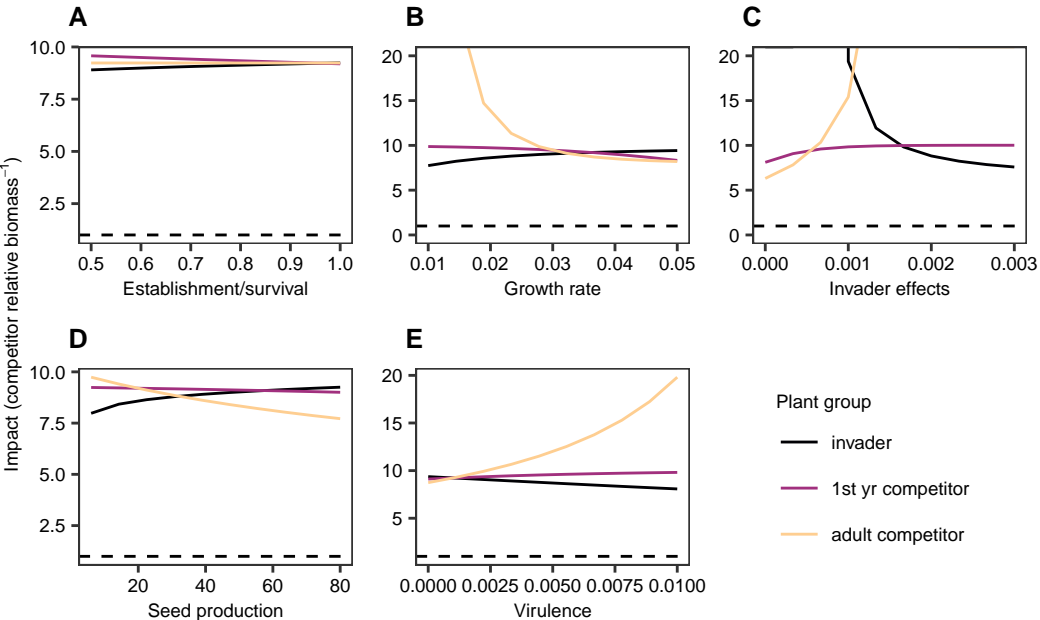 A
B
C
Impact (competitor relative biomass⁻¹)
10.0
7.5
5.0
2.5
0.5 0.6 0.7 0.8 0.9 1.0
Establishment/survival
20
15
10
5
0
0.01 0.02 0.03 0.04 0.05
Growth rate
20
15
10
5
0
0.000 0.001 0.002 0.003
Invader effects
D
E
10.0
7.5
5.0
2.5
20 40 60 80
Seed production
20
15
10
5
0.0000 0.0025 0.0050 0.0075 0.0100
Virulence
Plant group
invader
1st yr competitor
adult competitor